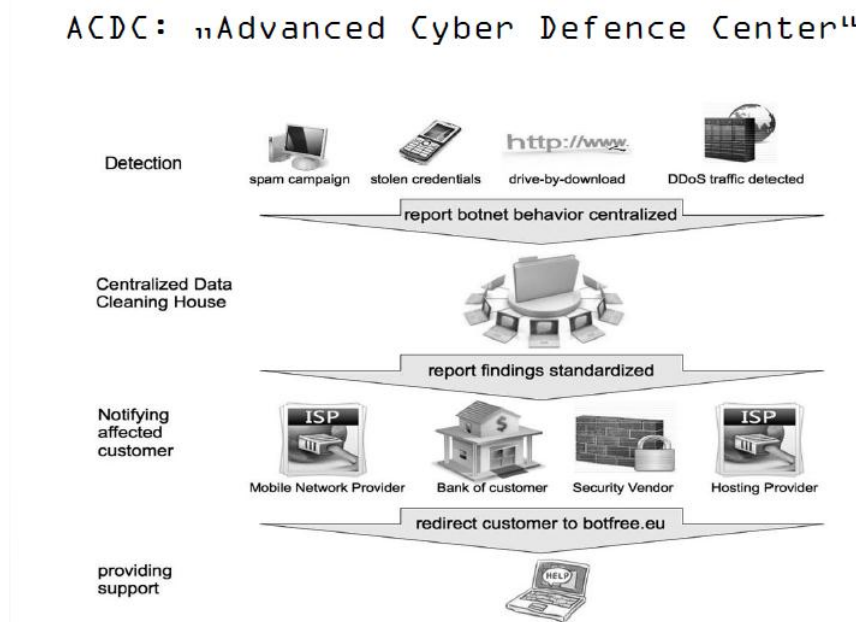 ACDC: „Advanced Cyber Defence Center“
Detection
spam campaign
stolen credentials
http://www.
drive-by-download
DDoS traffic detected
report botnet behavior centralized
Centralized Data
Cleaning House
report findings standardized
Notifying
affected
customer
ISP
Mobile Network Provider
$
Bank of customer
Security Vendor
ISP
Hosting Provider
redirect customer to botfree.eu
providing
support
HELP